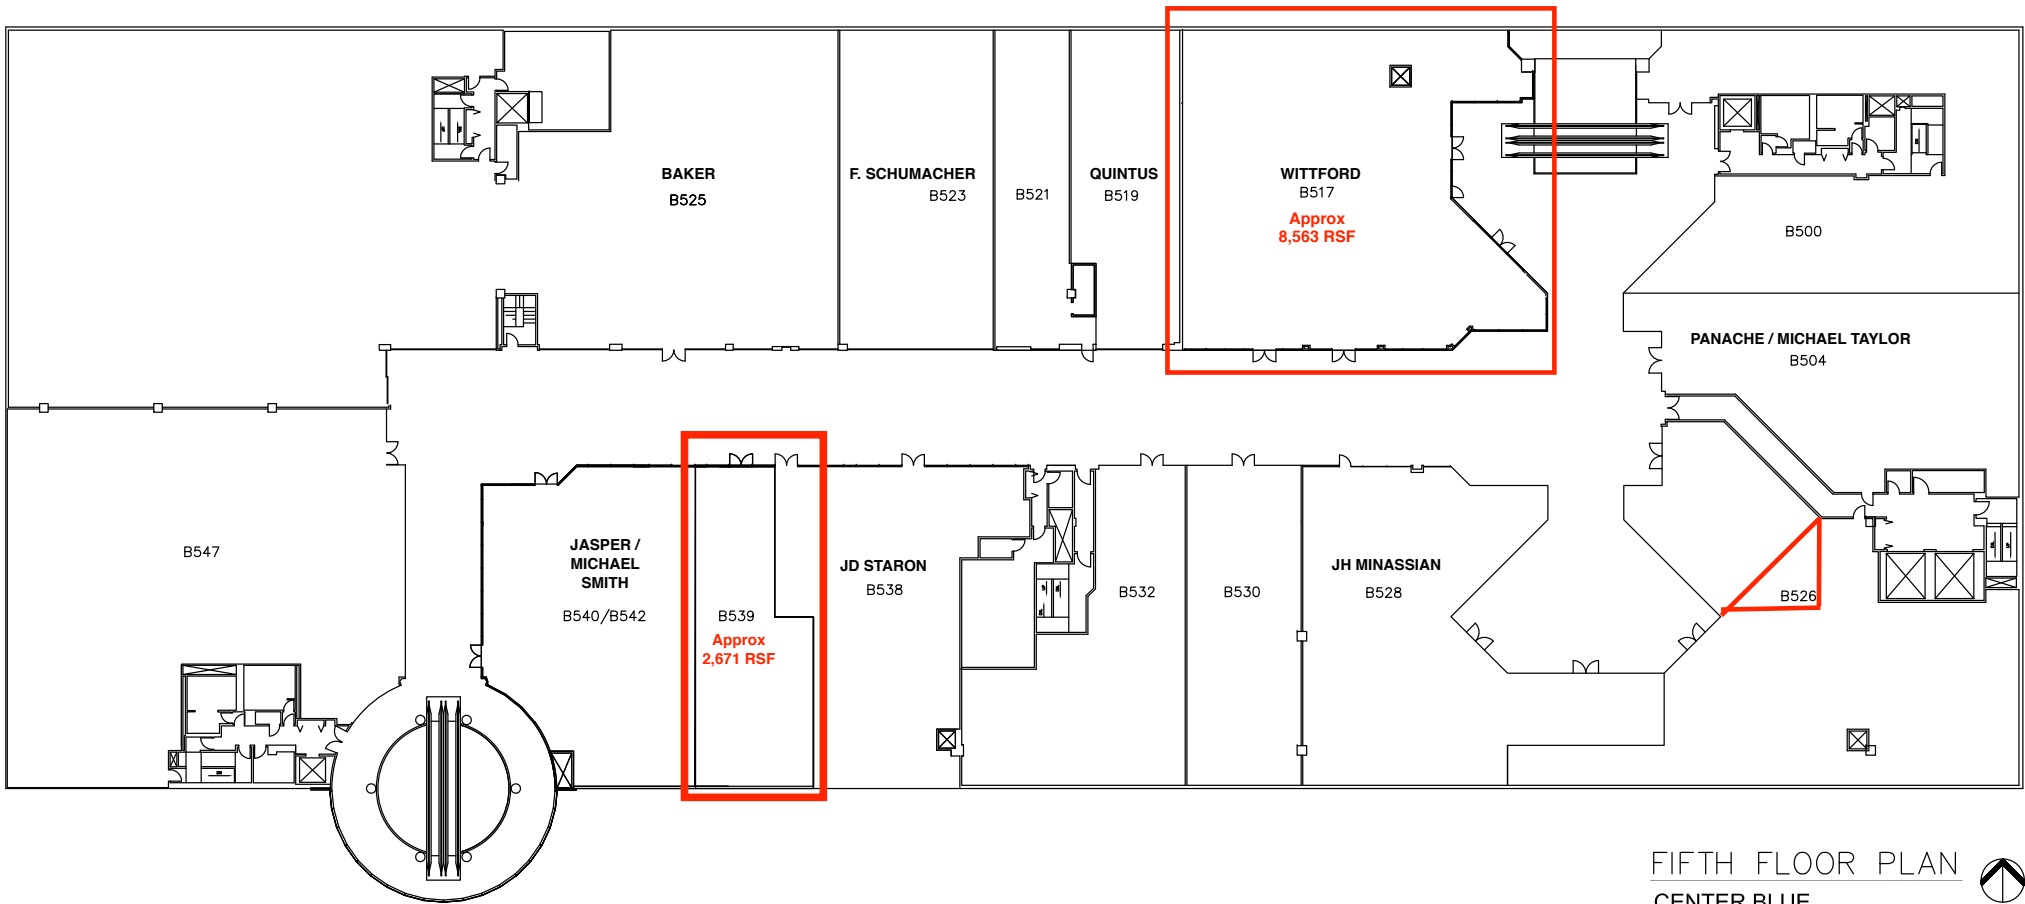 BAKER
B525
F. SCHUMACHER
B523
B521
QUINTUS
B519
WITTFORD
B517
Approx
8,563 RSF
B500
PANACHE / MICHAEL TAYLOR
B504
B547
JASPER /
MICHAEL
SMITH
B540/B542
B539
Approx
2,671 RSF
JD STARON
B538
B532
B530
JH MINASSIAN
B528
B526
FIFTH FLOOR PLAN
CENTER BLUE